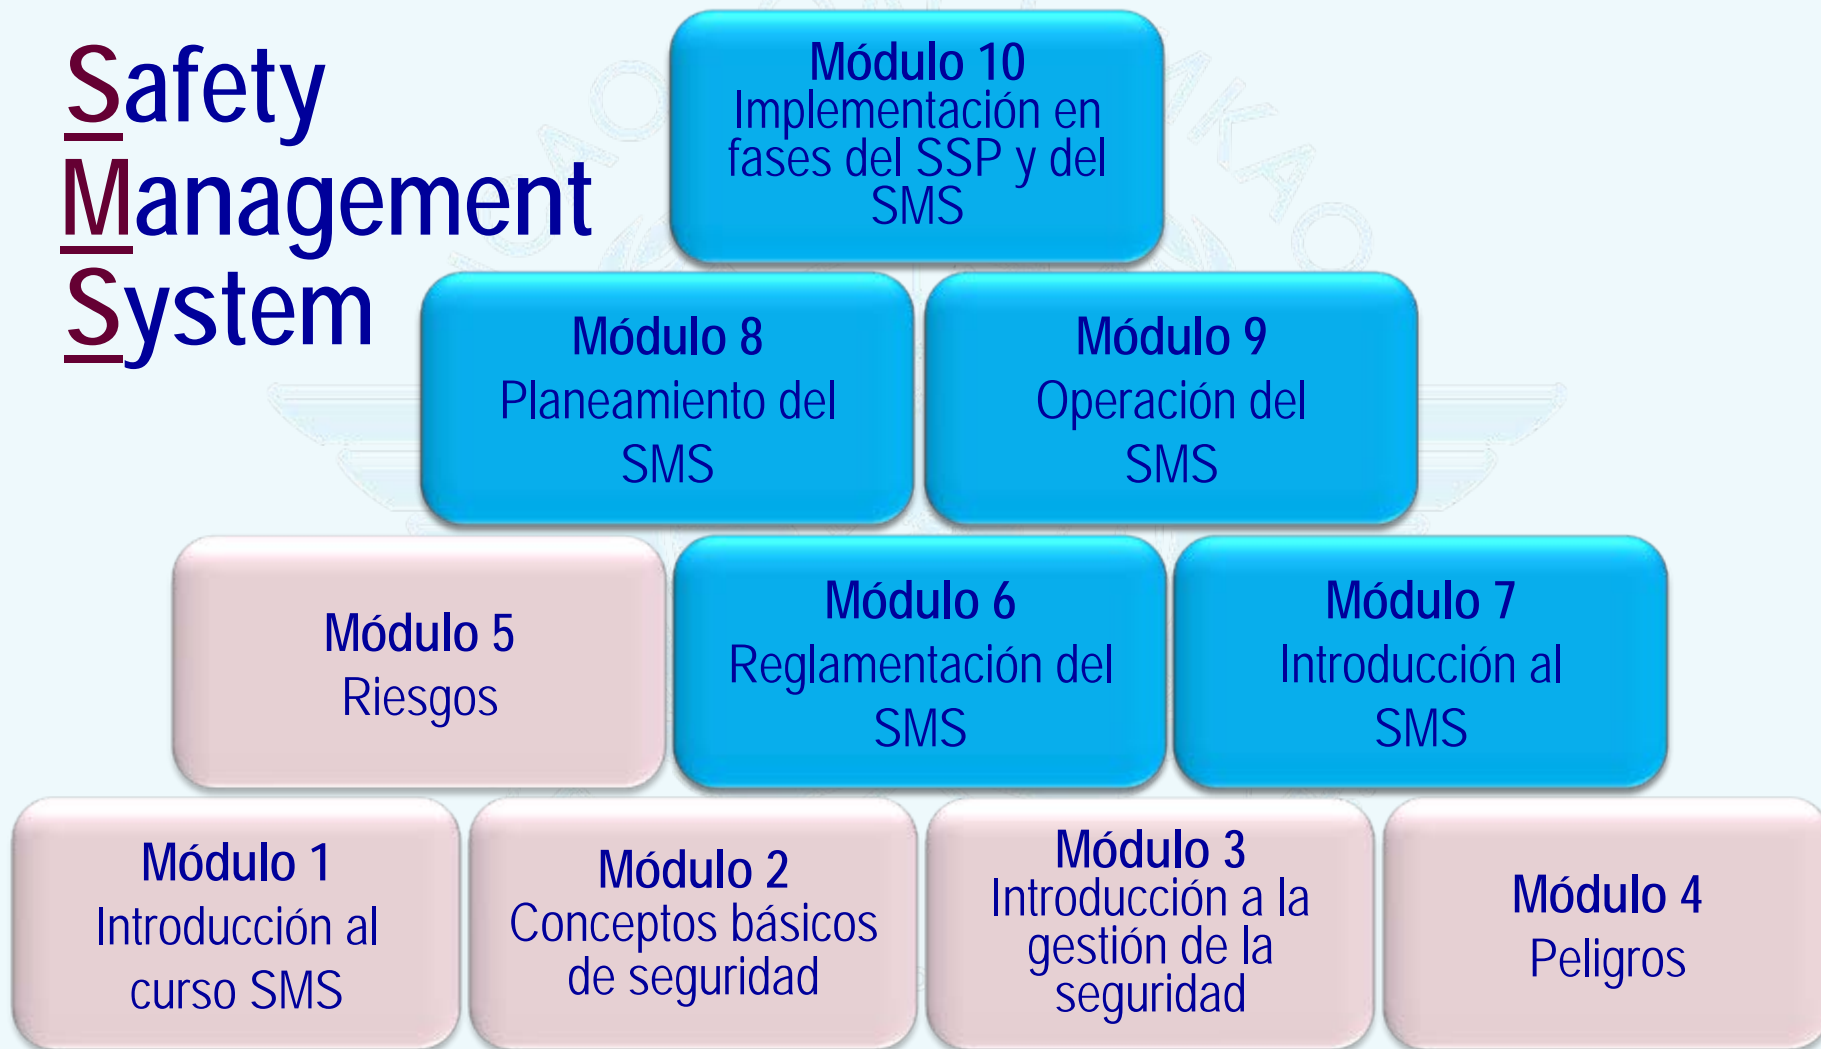 Safety
Management
System
Módulo 10
Implementación en
fases del SSP y del
SMS
Módulo 8
Planeamiento del
SMS
Módulo 9
Operación del
SMS
Módulo 5
Riesgos
Módulo 6
Reglamentación del
SMS
Módulo 7
Introducción al
SMS
Módulo 1
Introducción al
curso SMS
Módulo 2
Conceptos básicos
de seguridad
Módulo 3
Introducción a la
gestión de la
seguridad
Módulo 4
Peligros